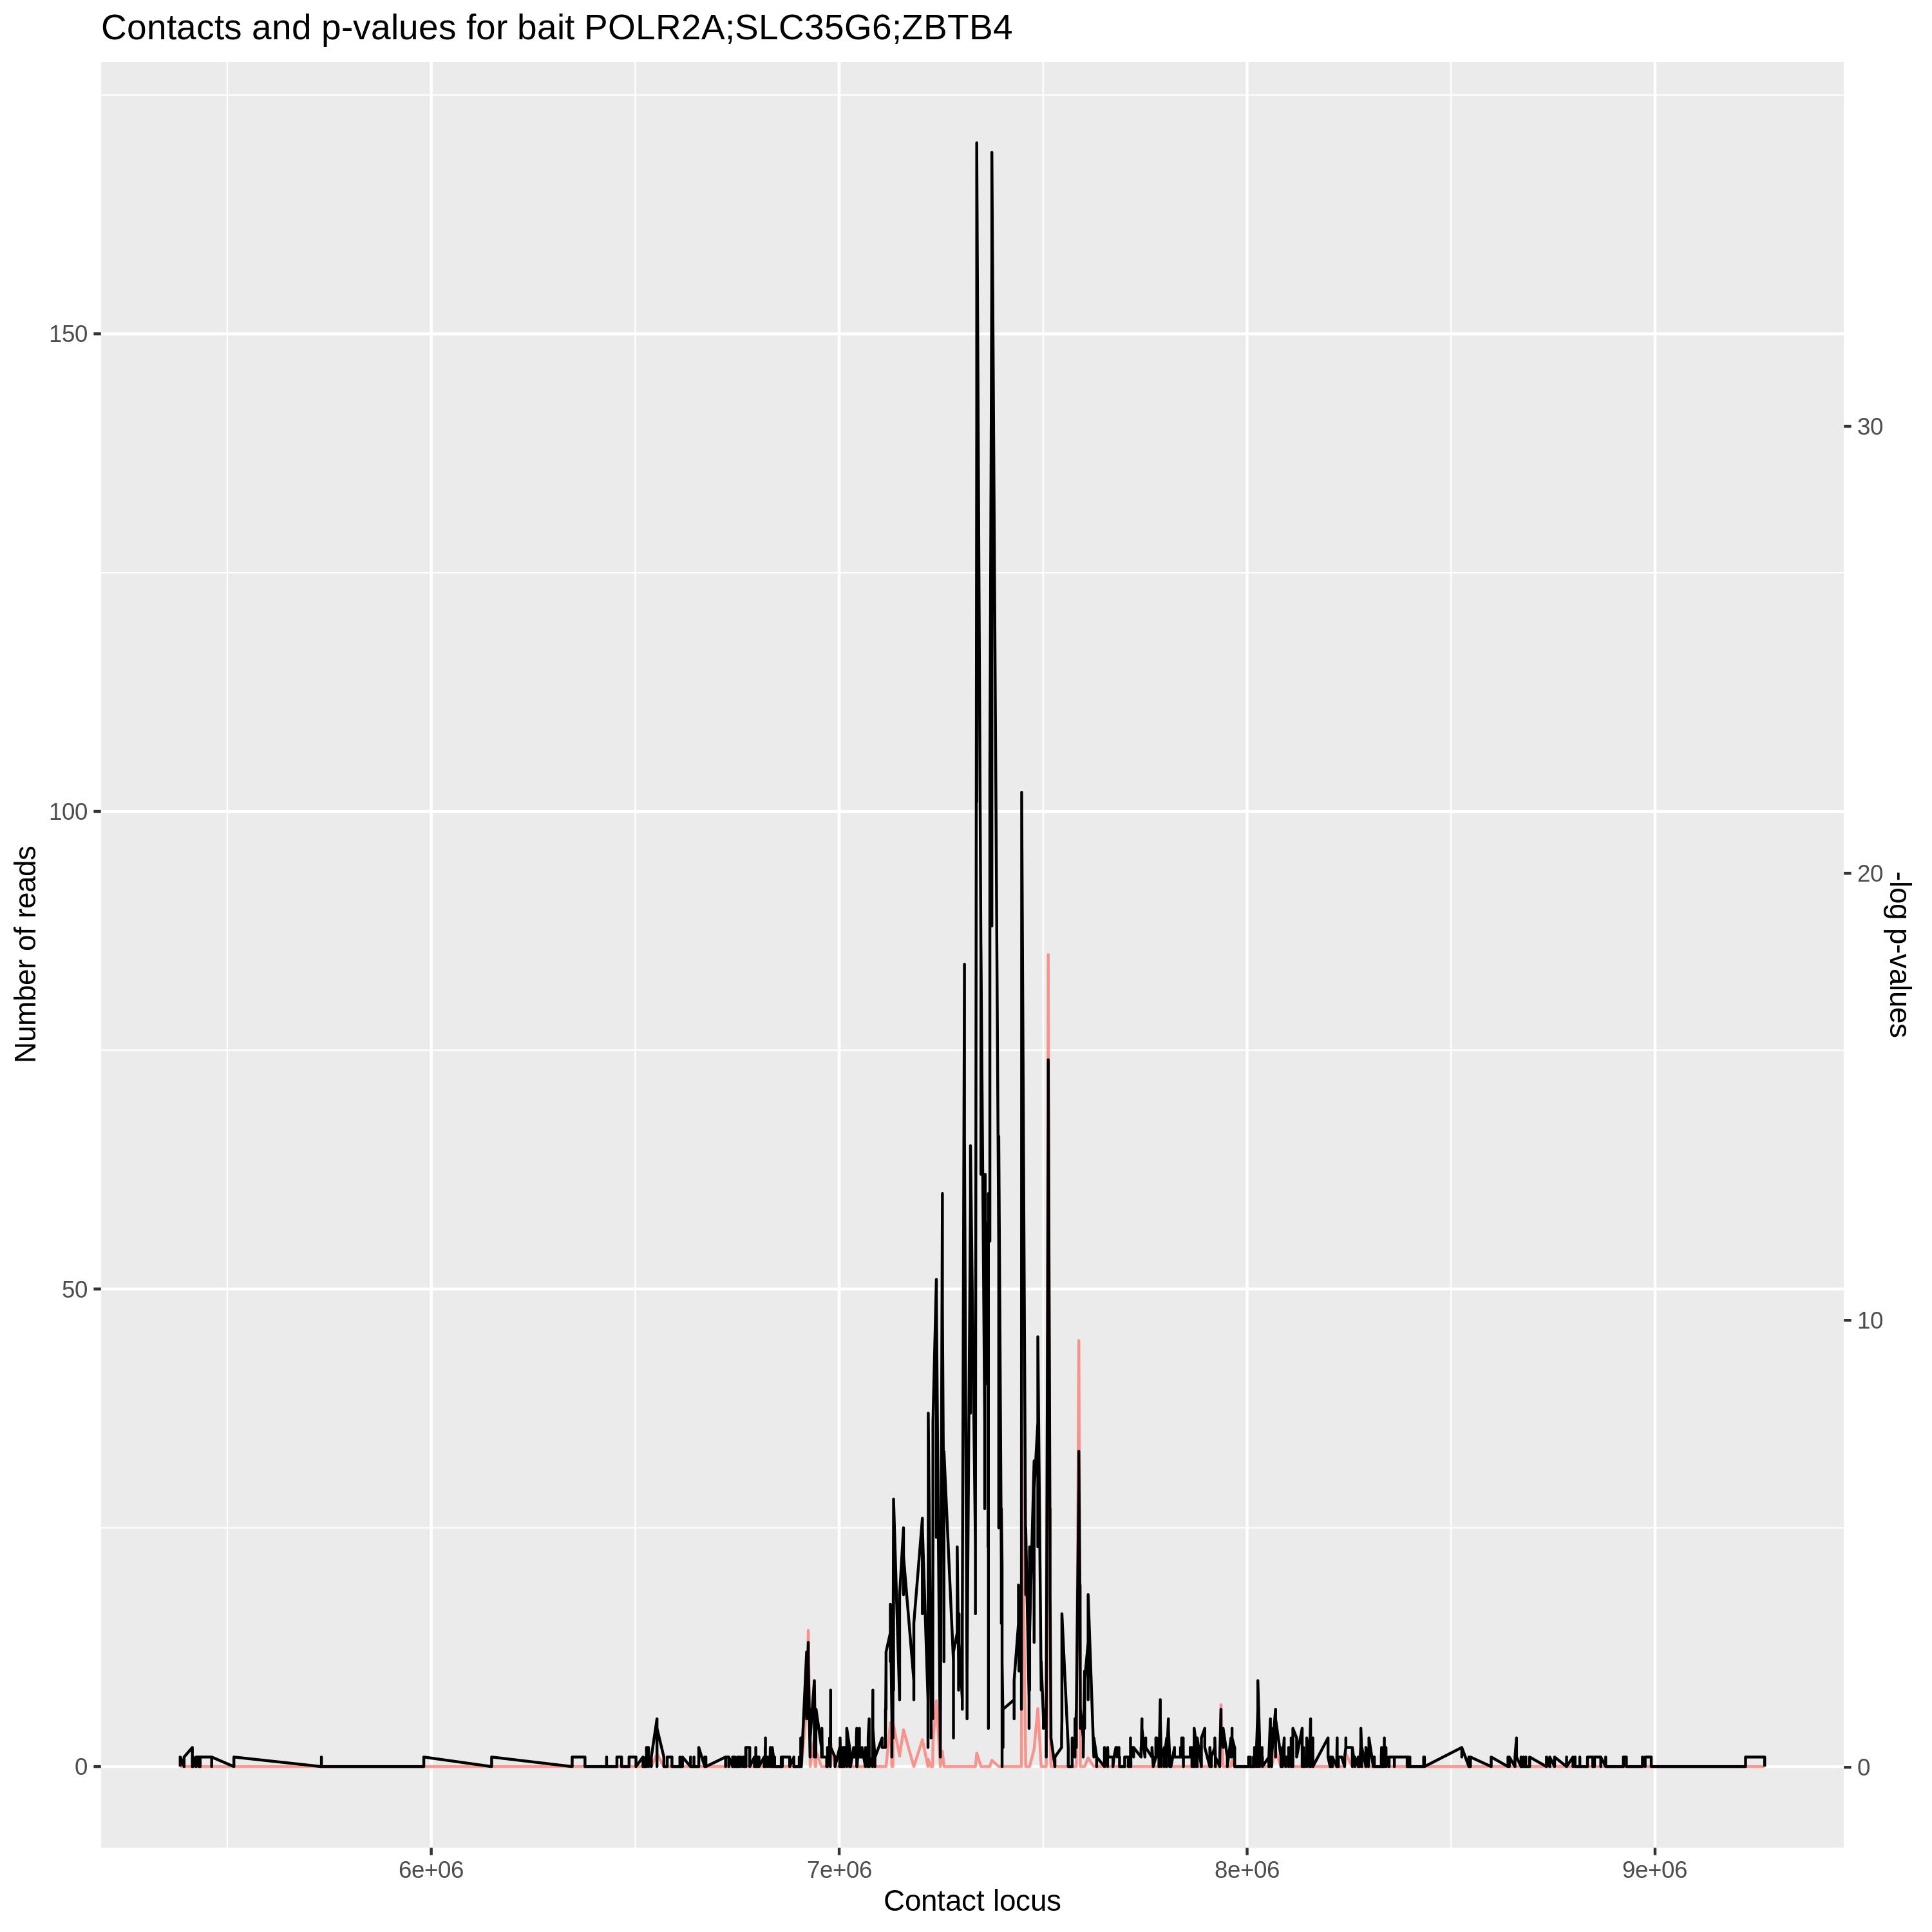 Contacts and p-values for bait POLR2A;SLC35G6;ZBTB4
150
100
50
0
Number of reads
30
20
10
0
-log p-values
6e+06
7e+06
8e+06
9e+06
Contact locus